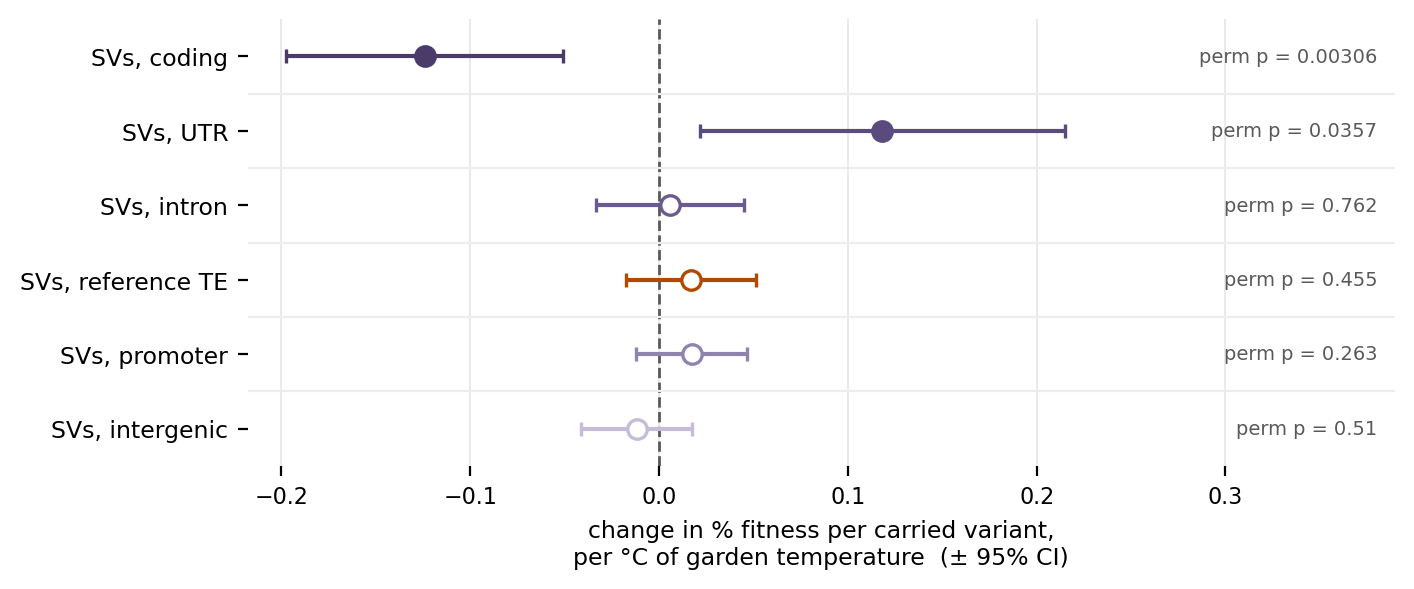 SVs, coding
perm p = 0.00306
SVs, UTR
perm p = 0.0357
SVs, intron
perm p = 0.762
SVs, reference TE
perm p = 0.455
SVs, promoter
perm p = 0.263
SVs, intergenic
perm p = 0.51
−0.2 −0.1 0.0 0.1 0.2 0.3
change in % fitness per carried variant,
per °C of garden temperature (± 95% CI)